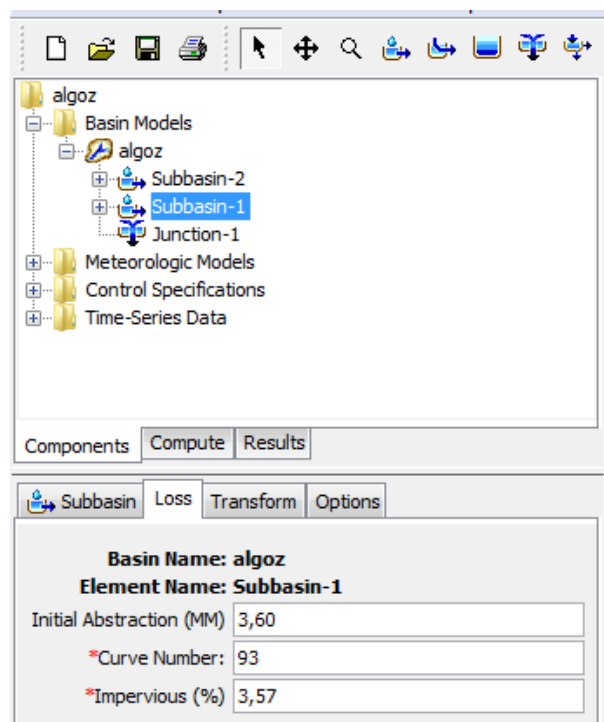 algoz
Basin Models
algoz
Subbasin-2
Subbasin-1
Junction-1
Meteorologic Models
Control Specifications
Time-Series Data
Components Compute Results
Subbasin Loss Transform Options
Basin Name: algoz
Element Name: Subbasin-1
Initial Abstraction (MM) 3,60
*Curve Number: 93
*Impervious (%) 3,57